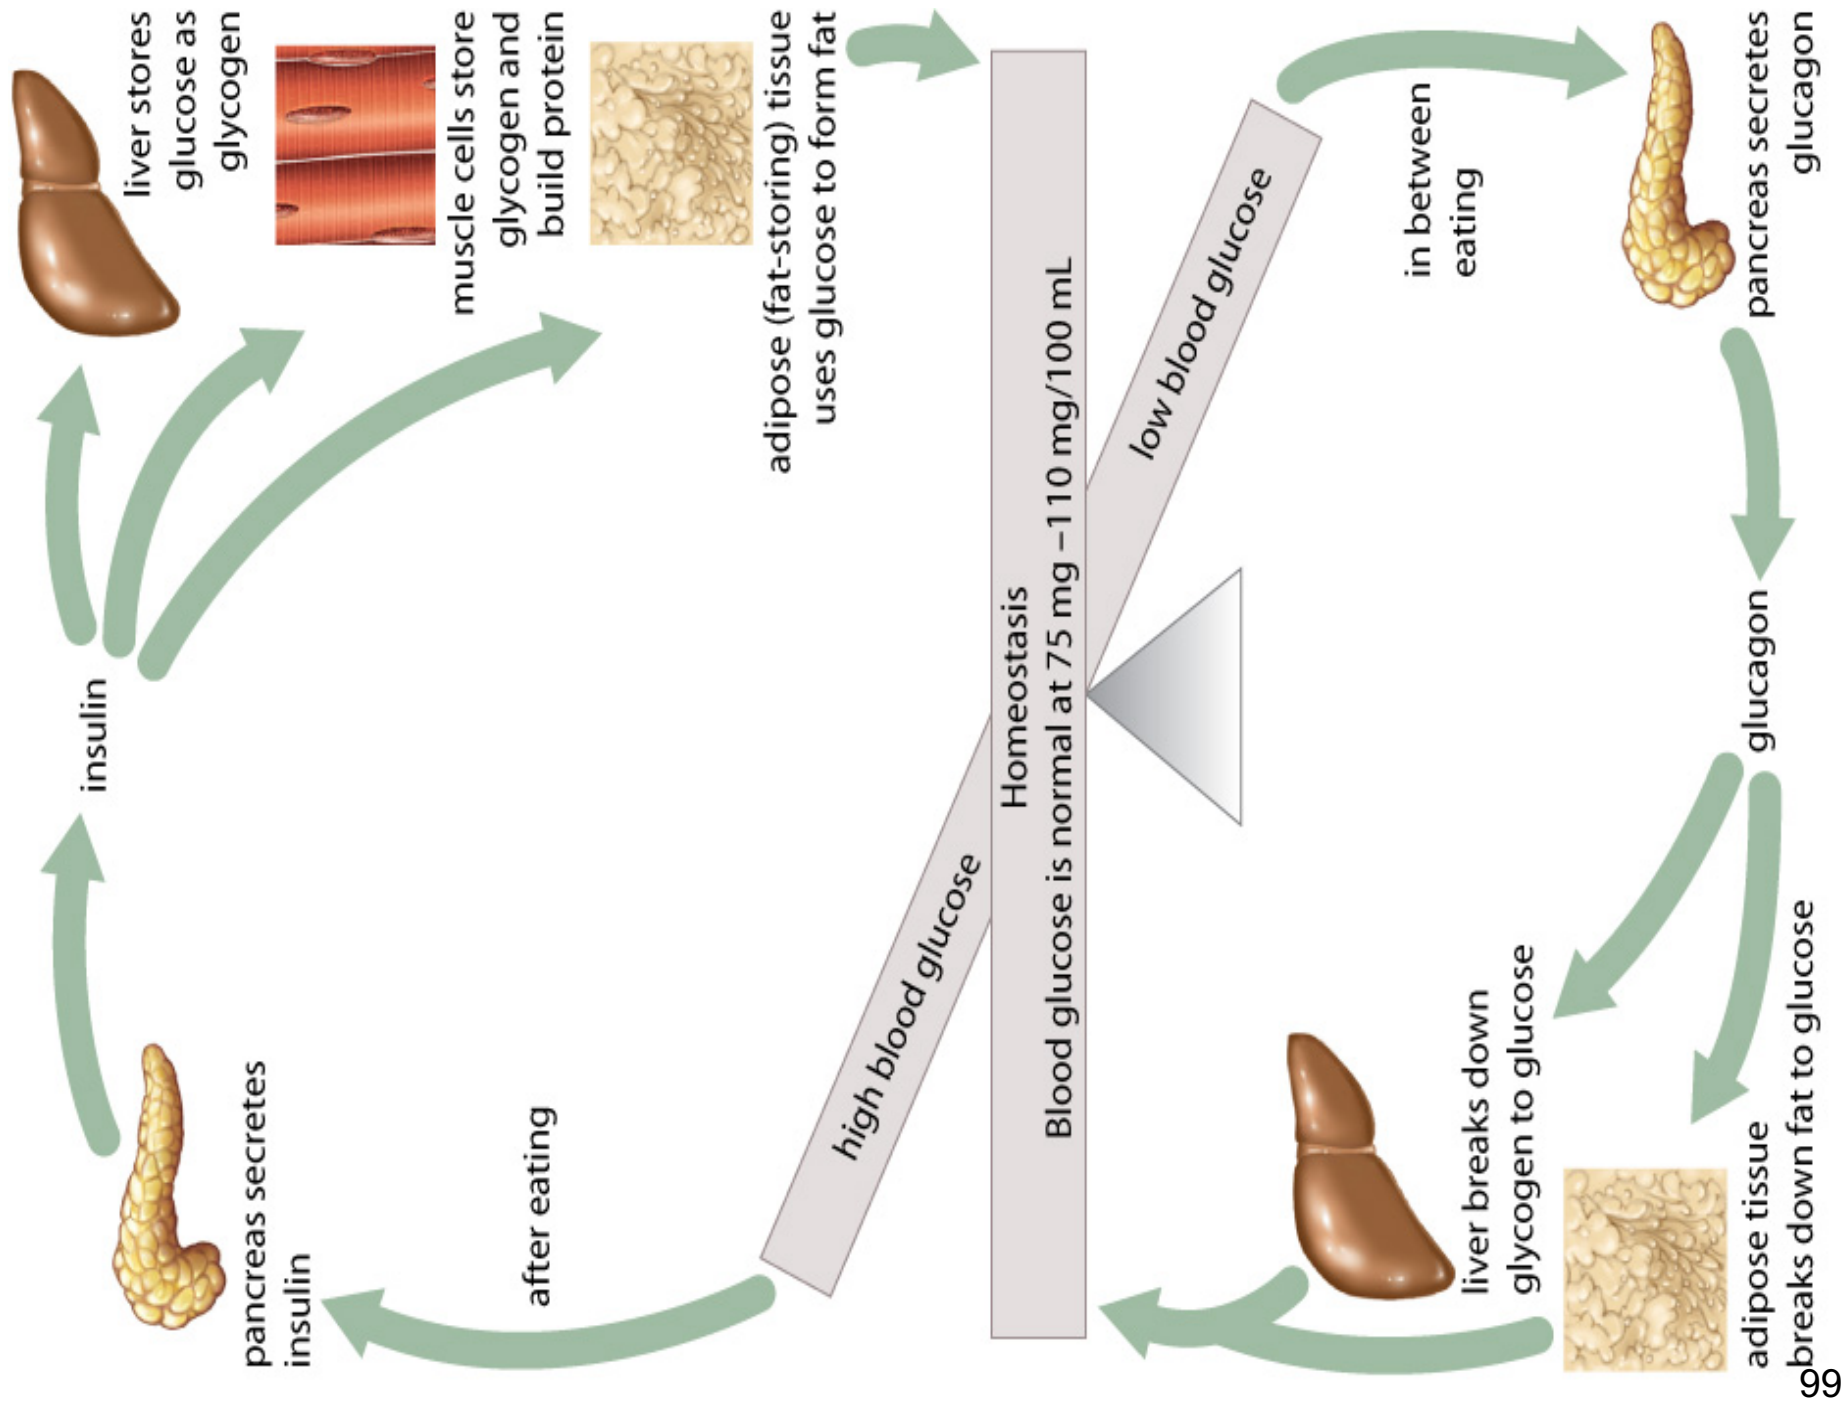 insulin
liver stores
glucose as
glycogen
muscle cells store
glycogen and
build protein
adipose (fat-storing) tissue
uses glucose to form fat
pancreas secretes
insulin
after eating
high blood glucose
Homeostasis
Blood glucose is normal at 75 mg –110 mg/100 mL
low blood glucose
in between
eating
pancreas secretes
glucagon
glucagon
liver breaks down
glycogen to glucose
adipose tissue
breaks down fat to glucose
99